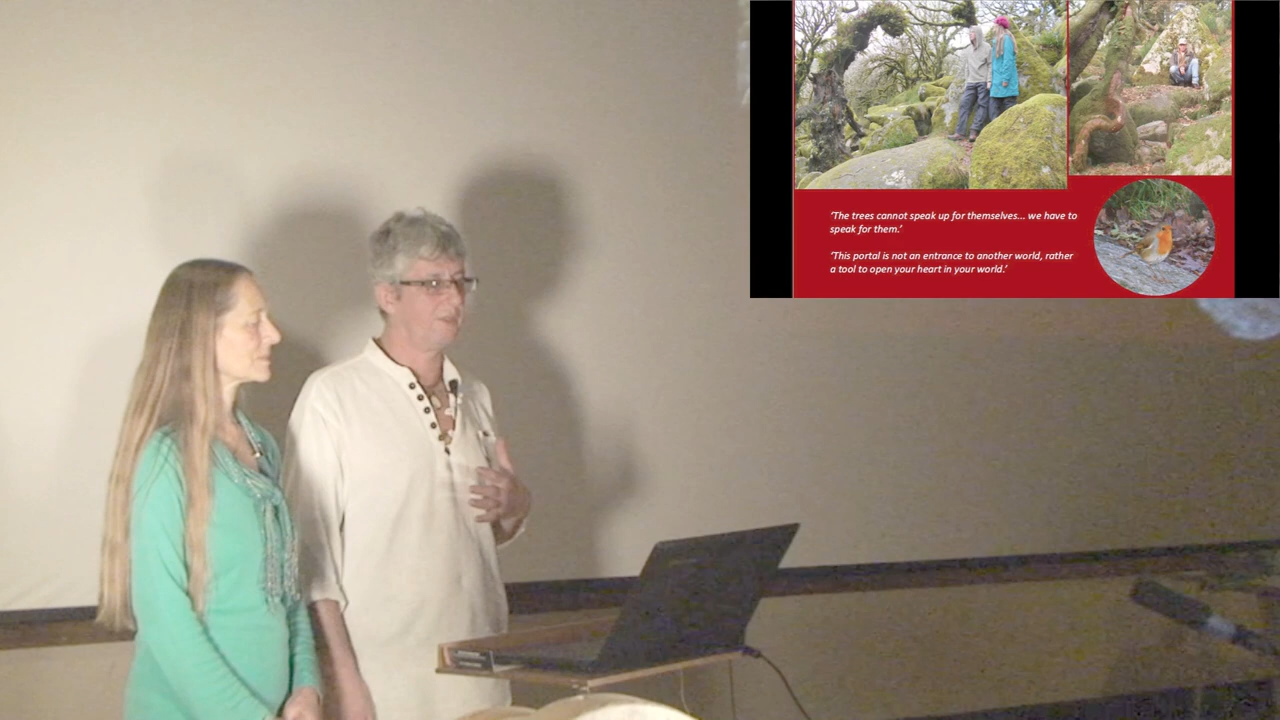 ‘The trees cannot speak up for themselves... we have to
speak for them.’
‘This portal is not an entrance to another world, rather
a tool to open your heart in your world.’